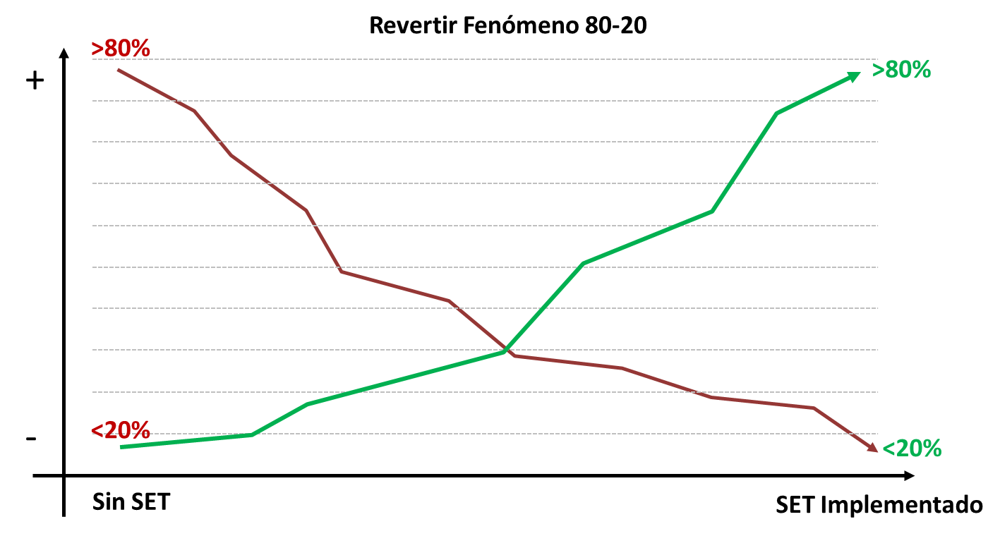 Revertir Fenómeno 80-20
>80%
+
>80%
<20%
-
<20%
Sin SET
SET Implementado